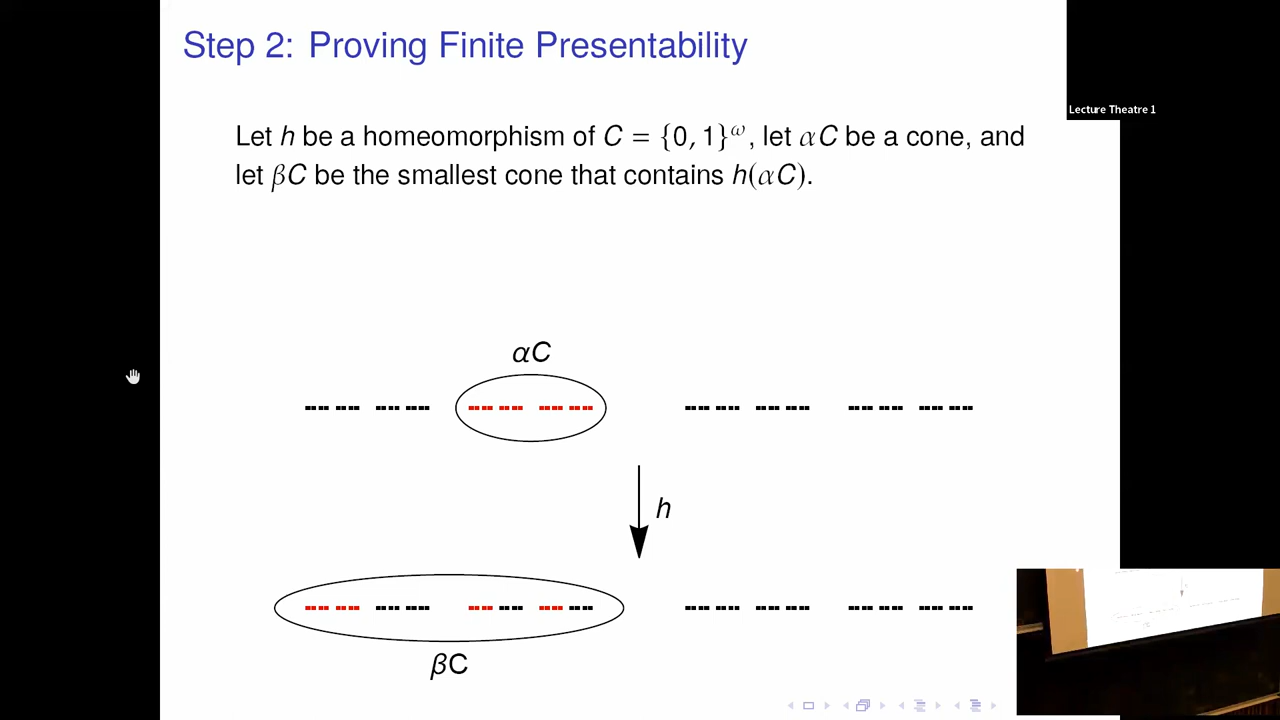 Step 2: Proving Finite Presentability
Lecture Theatre 1
Let h be a homeomorphism of C = {0, 1}^ω, let αC be a cone, and
let βC be the smallest cone that contains h(αC).
αC
h
βC